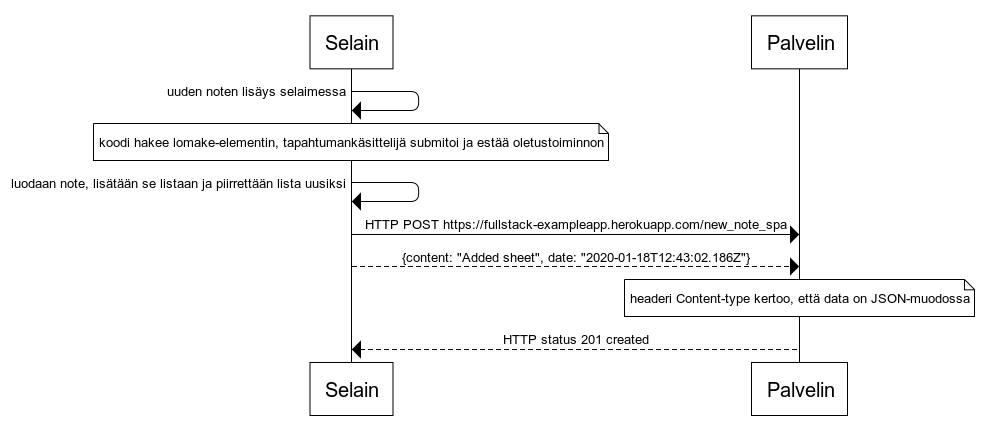 Selain
Palvelin
uuden noten lisäys selaimessa
koodi hakee lomake-elementin, tapahtumankäsittelijä submitoi ja estää oletustoiminnon
luodaan note, lisätään se listaan ja piirrettään lista uusiksi
HTTP POST https://fullstack-exampleapp.herokuapp.com/new_note_spa
{content: "Added sheet", date: "2020-01-18T12:43:02.186Z"}
headeri Content-type kertoo, että data on JSON-muodossa
HTTP status 201 created
Selain
Palvelin